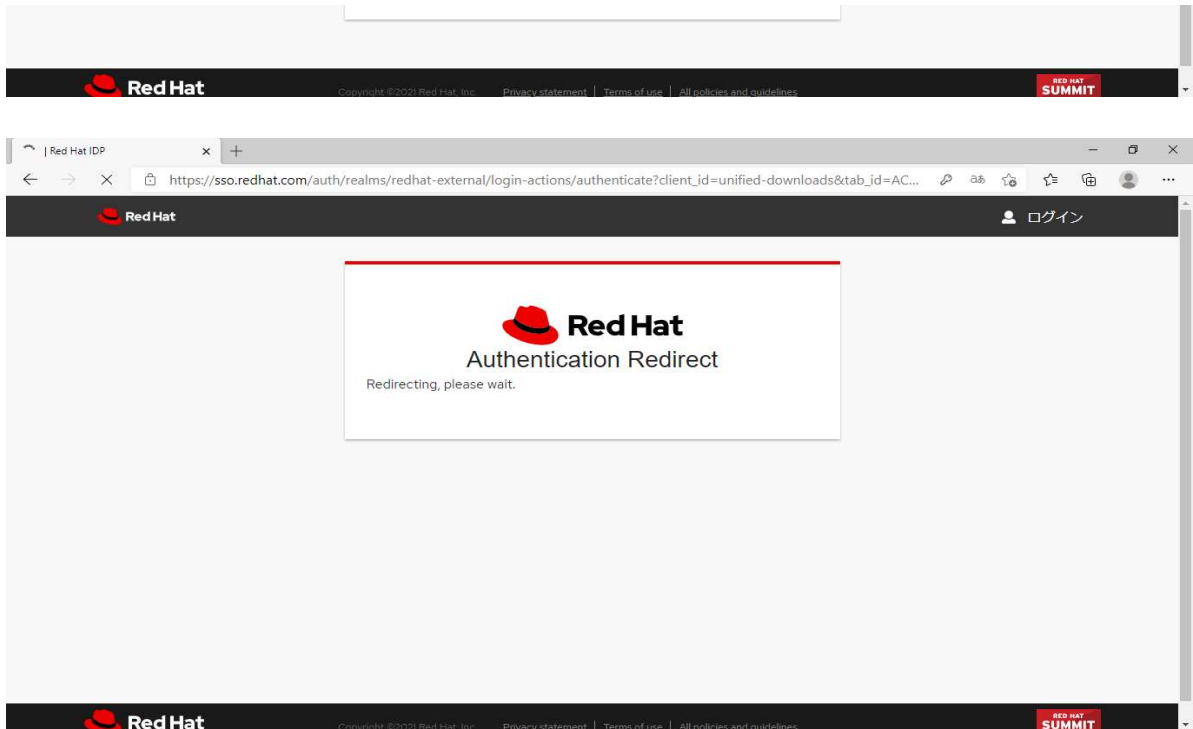 Red Hat
Copyright ©2021 Red Hat, Inc. Privacy statement | Terms of use | All policies and guidelines
RED HAT
SUMMIT
| Red Hat IDP
https://sso.redhat.com/auth/realms/redhat-external/login-actions/authenticate?client_id=unified-downloads&tab_id=AC...
aあ
Red Hat
ログイン
Red Hat
Authentication Redirect
Redirecting, please wait.
Red Hat
Copyright ©2021 Red Hat, Inc. Privacy statement | Terms of use | All policies and guidelines
RED HAT
SUMMIT